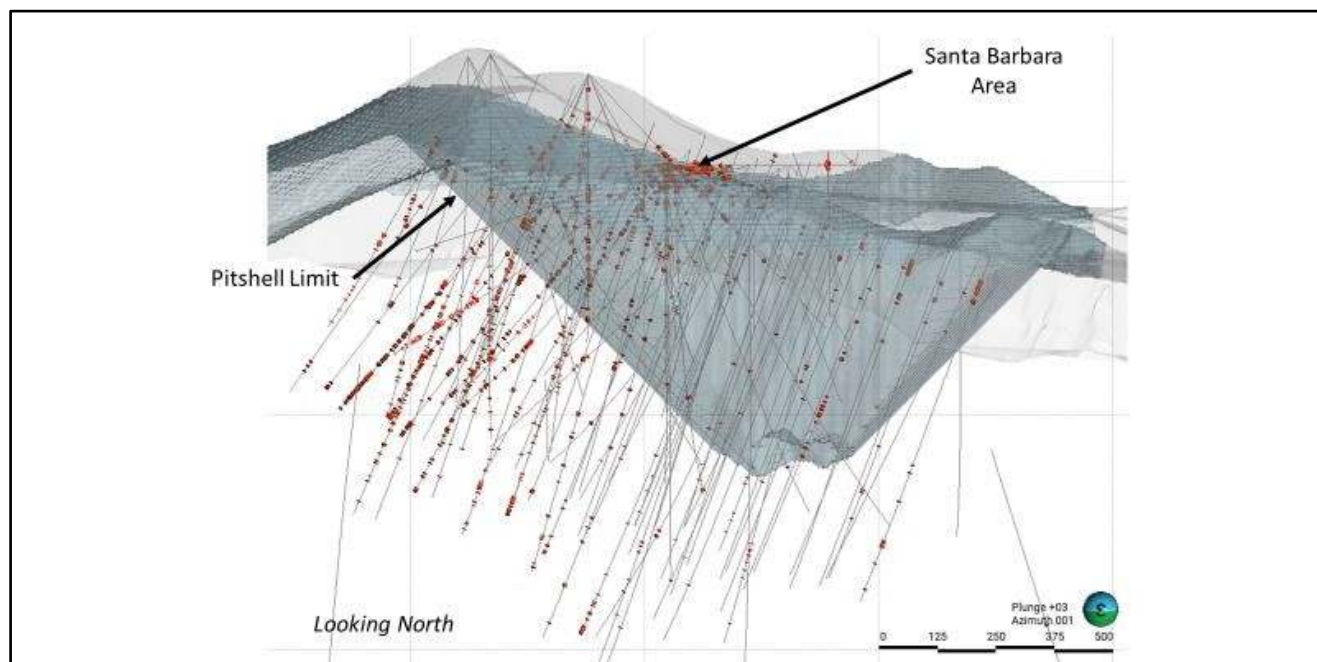 Santa Barbara
Area
Pitshell Limit
Looking North
Plunge +03
Azimuth 001
0 125 250 375 500